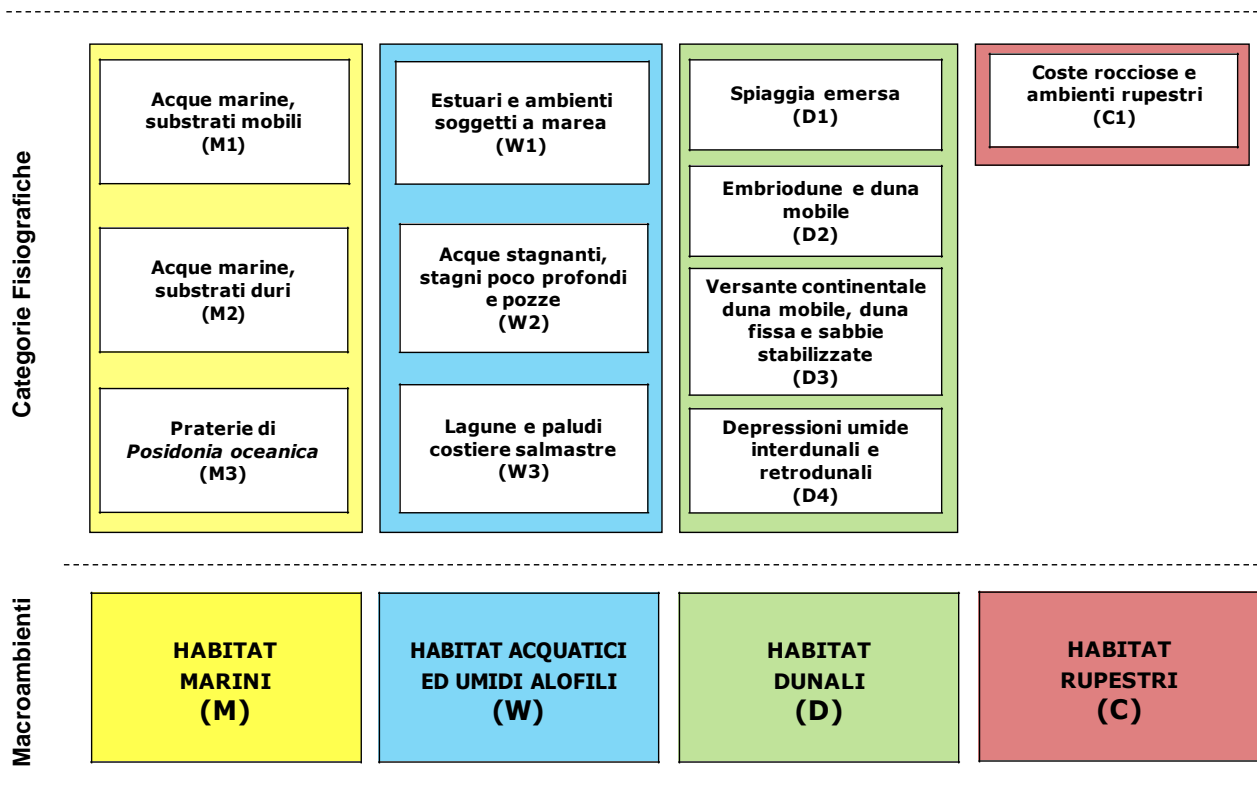 Categorie Fisiografiche
Acque marine,
substrati mobili
(M1)
Acque marine,
substrati duri
(M2)
Praterie di
Posidonia oceanica
(M3)
Estuari e ambienti
soggetti a marea
(W1)
Acque stagnanti,
stagni poco profondi
e pozze
(W2)
Lagune e paludi
costiere salmastre
(W3)
Spiaggia emersa
(D1)
Embriodune e duna
mobile
(D2)
Versante continentale
duna mobile, duna
fissa e sabbie
stabilizzate
(D3)
Depressioni umide
interdunali e
retrodunali
(D4)
Coste rocciose e
ambienti rupestri
(C1)
Macroambienti
HABITAT
MARINI
(M)
HABITAT ACQUATICI
ED UMIDI ALOFILI
(W)
HABITAT
DUNALI
(D)
HABITAT
RUPESTRI
(C)